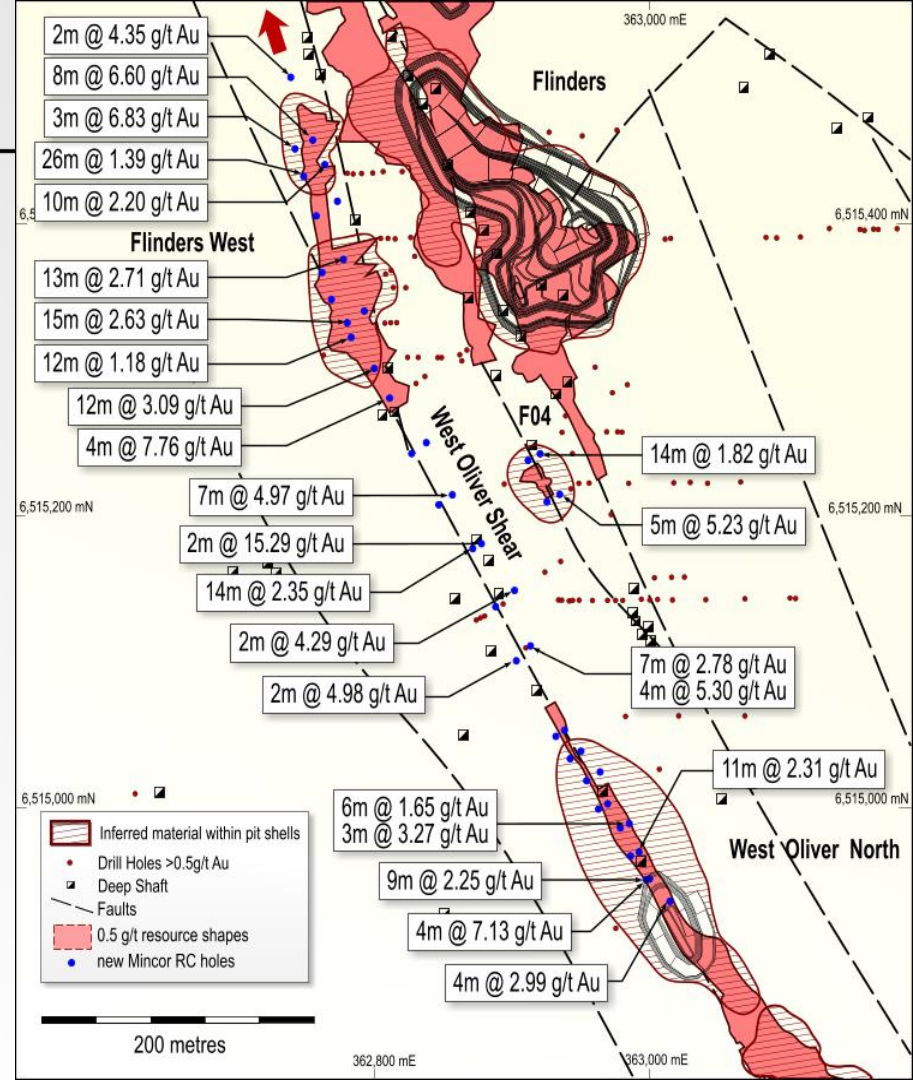 363,000 mE
2m @ 4.35 g/t Au
8m @ 6.60 g/t Au
3m @ 6.83 g/t Au
26m @ 1.39 g/t Au
10m @ 2.20 g/t Au
Flinders
6,515,400 mN
Flinders West
13m @ 2.71 g/t Au
15m @ 2.63 g/t Au
12m @ 1.18 g/t Au
12m @ 3.09 g/t Au
4m @ 7.76 g/t Au
F04
West Oliver Shear
14m @ 1.82 g/t Au
7m @ 4.97 g/t Au
6,515,200 mN
6,515,200 mN
5m @ 5.23 g/t Au
2m @ 15.29 g/t Au
14m @ 2.35 g/t Au
2m @ 4.29 g/t Au
2m @ 4.98 g/t Au
7m @ 2.78 g/t Au
4m @ 5.30 g/t Au
11m @ 2.31 g/t Au
6,515,000 mN
6,515,000 mN
6m @ 1.65 g/t Au
3m @ 3.27 g/t Au
West Oliver North
9m @ 2.25 g/t Au
4m @ 7.13 g/t Au
4m @ 2.99 g/t Au
Inferred material within pit shells
Drill Holes >0.5g/t Au
Deep Shaft
Faults
0.5 g/t resource shapes
new Mincor RC holes
200 metres
362,800 mE
363,000 mE